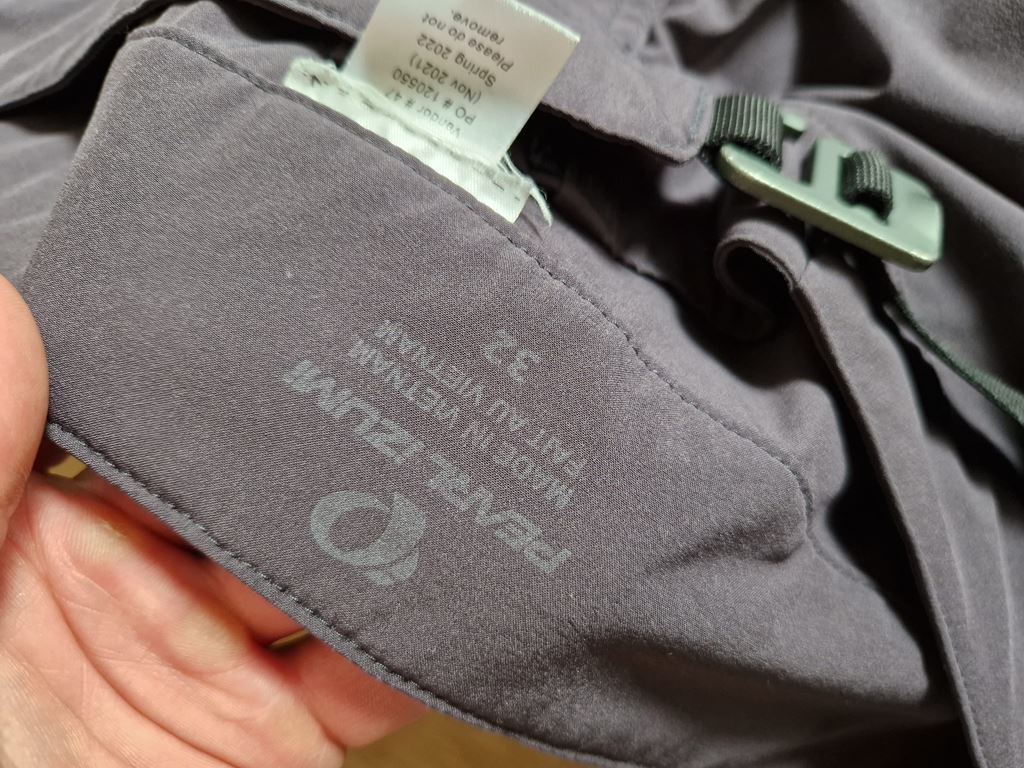 Vendor # 47
PO # 120550
(Nov 2021)
Spring 2022
Please do not
remove.
PEARL IZUMI
MADE IN VIETNAM
FAIT AU VIETNAM
32